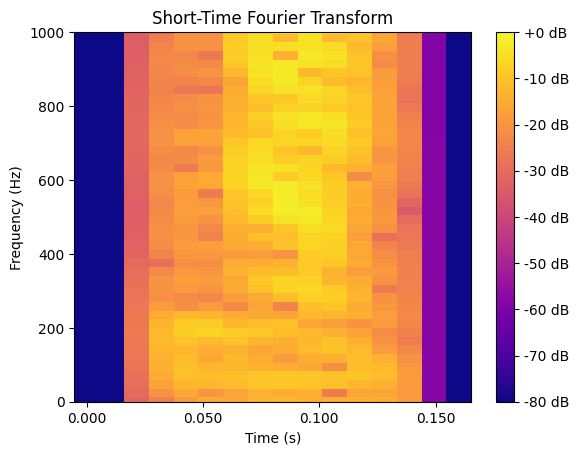 Short-Time Fourier Transform
1000
800
600
400
200
0
Frequency (Hz)
0.000
0.050
0.100
0.150
Time (s)
+0 dB
-10 dB
-20 dB
-30 dB
-40 dB
-50 dB
-60 dB
-70 dB
-80 dB